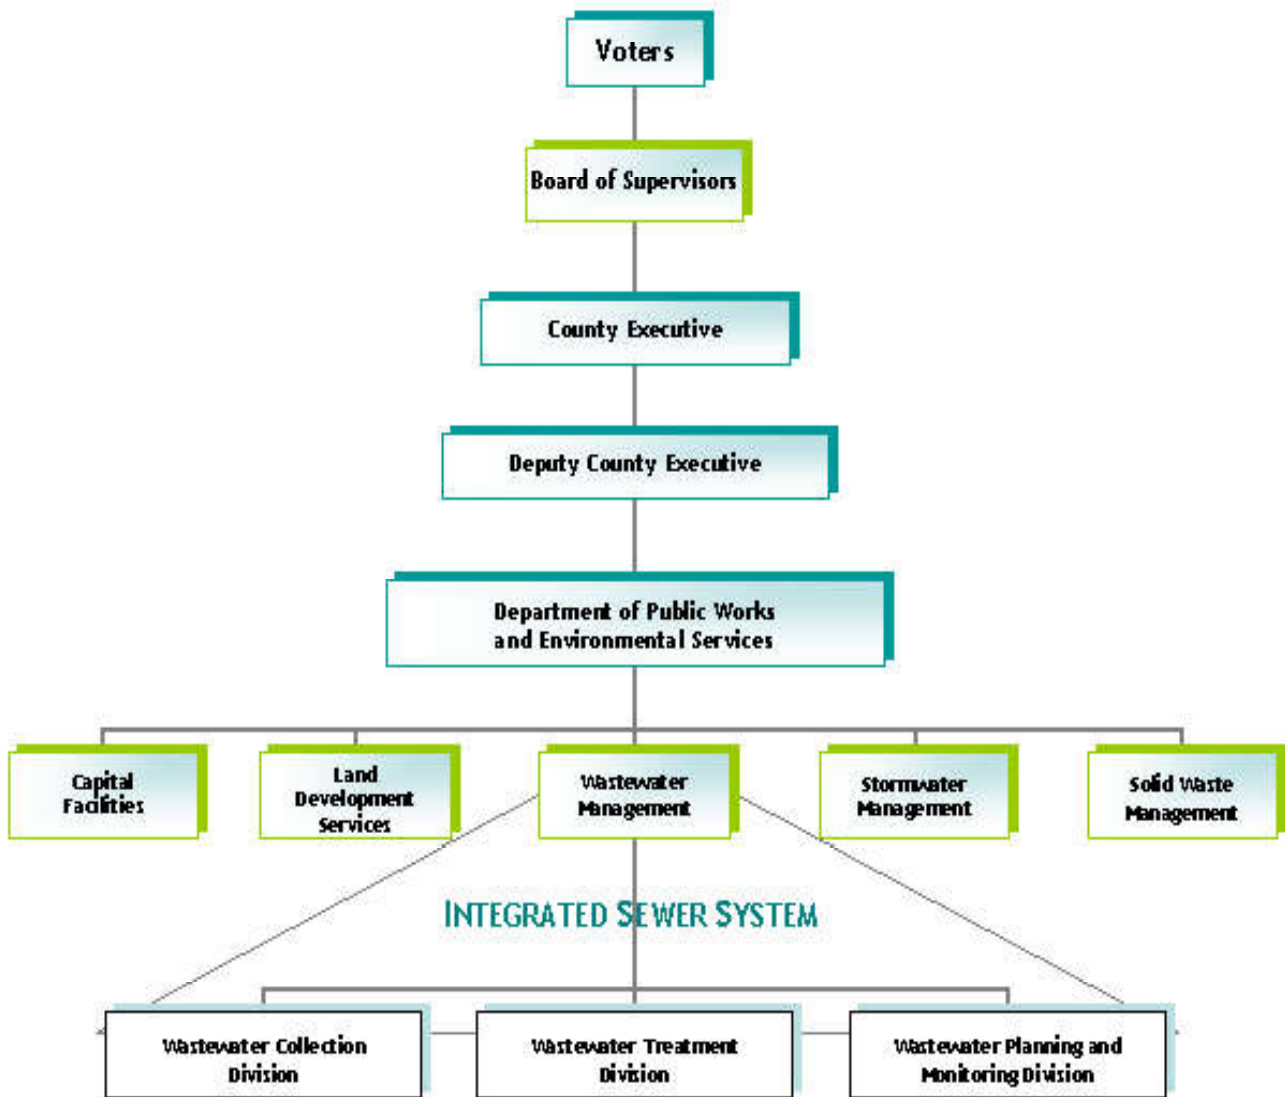 Voters
Board of Supervisors
County Executive
Deputy County Executive
Department of Public Works
and Environmental Services
Capital
Facilities
Land
Development
Services
Wastewater
Management
Stormwater
Management
Solid Waste
Management
INTEGRATED SEWER SYSTEM
Wastewater Collection
Division
Wastewater Treatment
Division
Wastewater Planning and
Monitoring Division